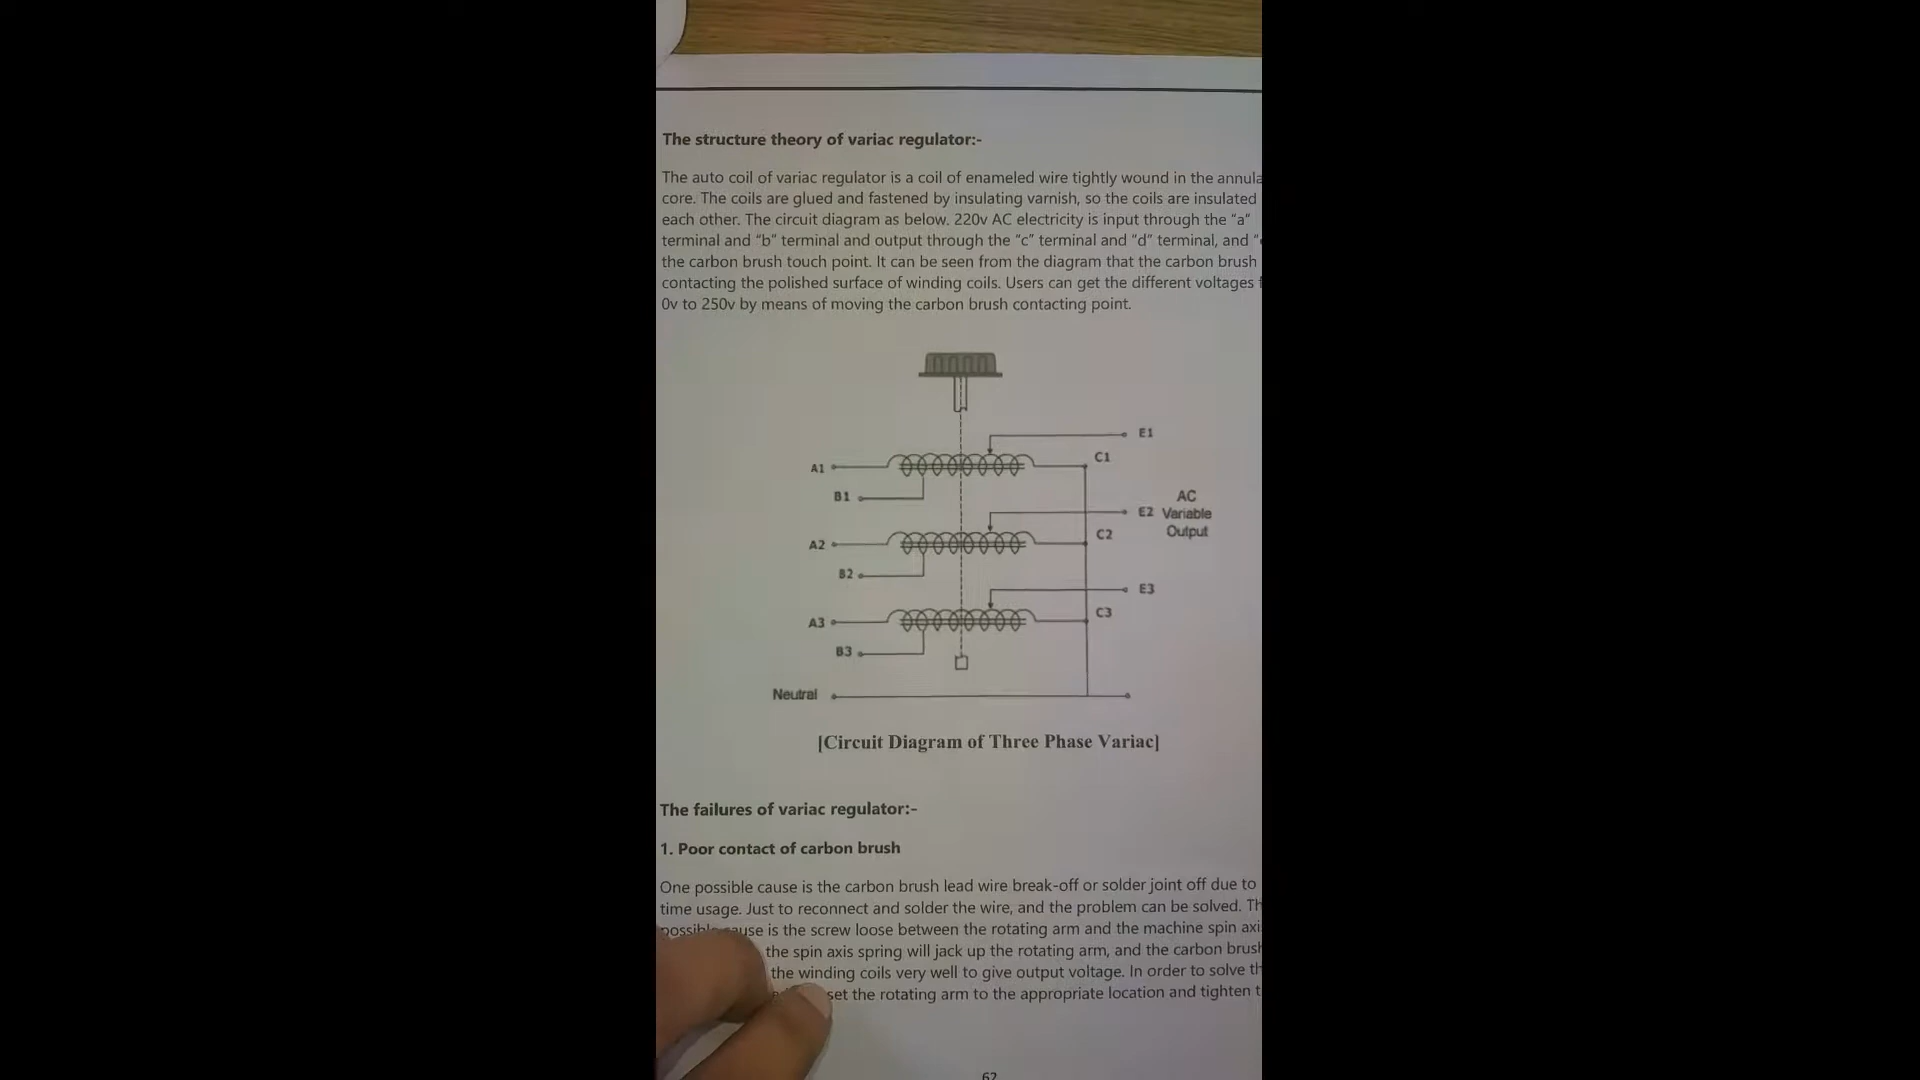 The structure theory of variac regulator:-
The auto coil of variac regulator is a coil of enameled wire tightly wound in the annula
core. The coils are glued and fastened by insulating varnish, so the coils are insulated
each other. The circuit diagram as below. 220v AC electricity is input through the "a"
terminal and "b" terminal and output through the "c" terminal and "d" terminal, and "
the carbon brush touch point. It can be seen from the diagram that the carbon brush
contacting the polished surface of winding coils. Users can get the different voltages
0v to 250v by means of moving the carbon brush contacting point.
E1
C1
A1
B1
AC
E2 Variable
Output
C2
A2
B2
E3
C3
A3
B3
Neutral
[Circuit Diagram of Three Phase Variac]
The failures of variac regulator:-
1. Poor contact of carbon brush
One possible cause is the carbon brush lead wire break-off or solder joint off due to
time usage. Just to reconnect and solder the wire, and the problem can be solved. Th
is the screw loose between the rotating arm and the machine spin axi
the spin axis spring will jack up the rotating arm, and the carbon brush
the winding coils very well to give output voltage. In order to solve th
set the rotating arm to the appropriate location and tighten t
62